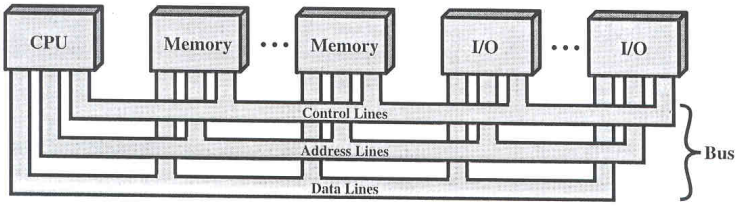 CPU
Memory
• • •
Memory
I/O
• • •
I/O
Control Lines
Address Lines
Data Lines
Bus